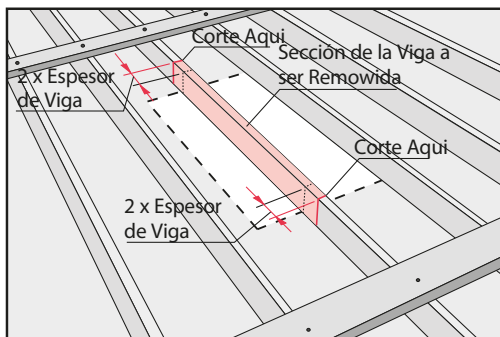 Corte Aqui
2 x Espesor
de Viga
Sección de la Viga a
ser Removida
Corte Aqui
2 x Espesor
de Viga